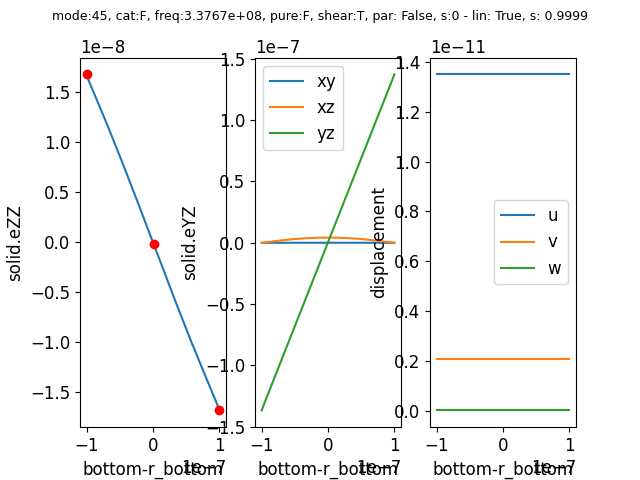 mode:45, cat:F, freq:3.3767e+08, pure:F, shear:T, par: False, s:0 - lin: True, s: 0.9999
1e−8
1.5
1.0
0.5
0.0
−0.5
−1.0
−1.5
solid.eZZ
−1
0
1
1e−7
bottom-r_bottom
1e−7
1.5
1.0
0.5
0.0
−0.5
−1.0
−1.5
solid.eYZ
xy
xz
yz
−1
0
1
1e−7
bottom-r_bottom
1e−11
1.4
1.2
1.0
0.8
0.6
0.4
0.2
0.0
displacement
u
v
w
−1
0
1
1e−7
bottom-r_bottom